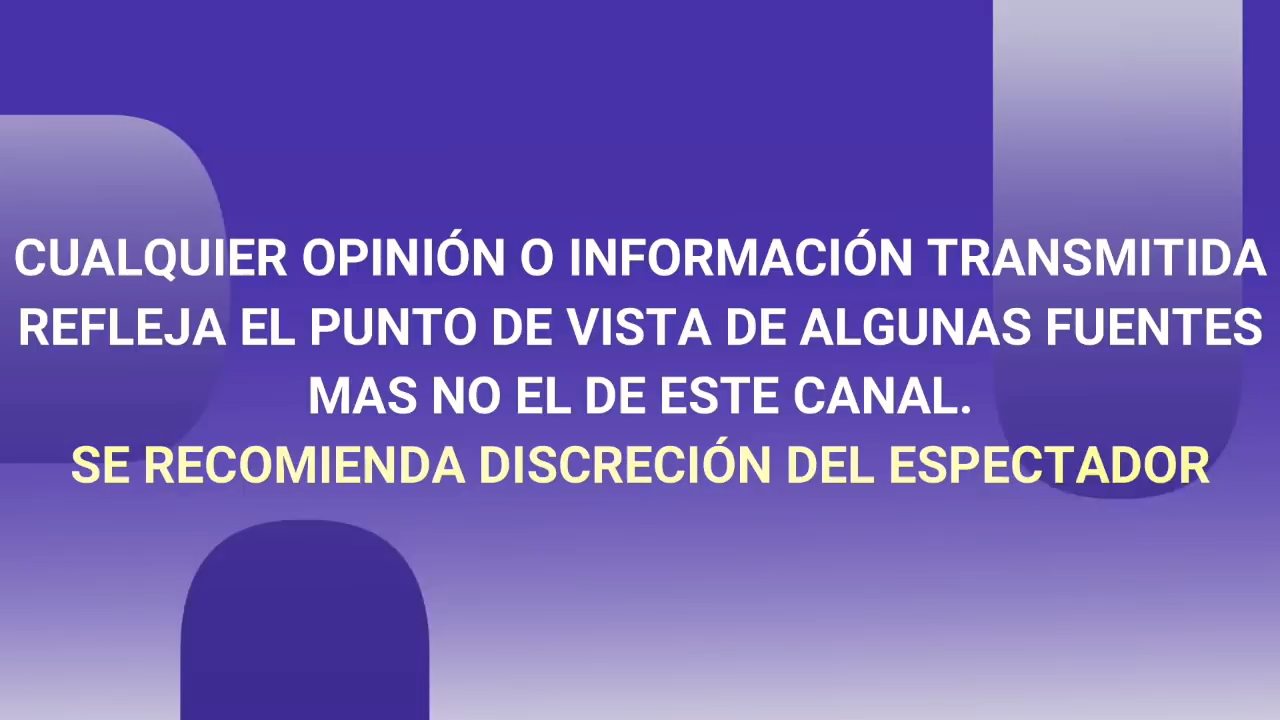 CUALQUIER OPINIÓN O INFORMACIÓN TRANSMITIDA
REFLEJA EL PUNTO DE VISTA DE ALGUNAS FUENTES
MAS NO EL DE ESTE CANAL.
SE RECOMIENDA DISCRECIÓN DEL ESPECTADOR